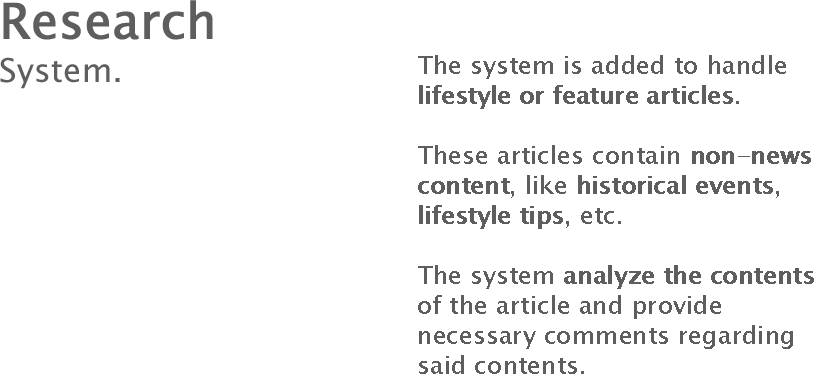 Research
System.
The system is added to handle
lifestyle or feature articles.
These articles contain non-news
content, like historical events,
lifestyle tips, etc.
The system analyze the contents
of the article and provide
necessary comments regarding
said contents.